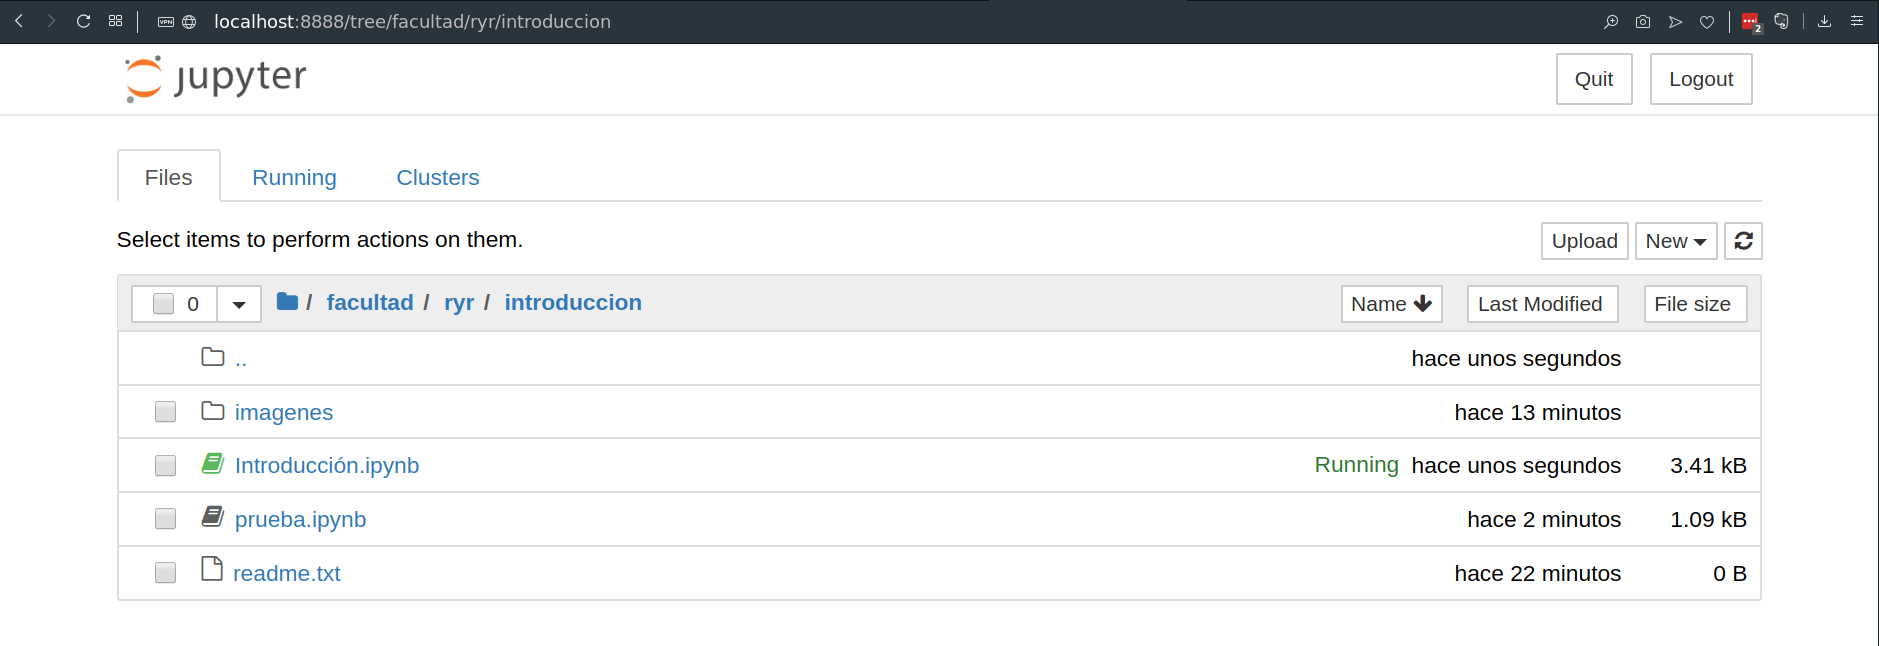 VPN localhost:8888/tree/facultad/ryr/introduccion 2
jupyter Quit Logout
Files Running Clusters
Select items to perform actions on them. Upload New
0 / facultad / ryr / introduccion Name Last Modified File size
.. hace unos segundos
imagenes hace 13 minutos
Introducción.ipynb Running hace unos segundos 3.41 kB
prueba.ipynb hace 2 minutos 1.09 kB
readme.txt hace 22 minutos 0 B